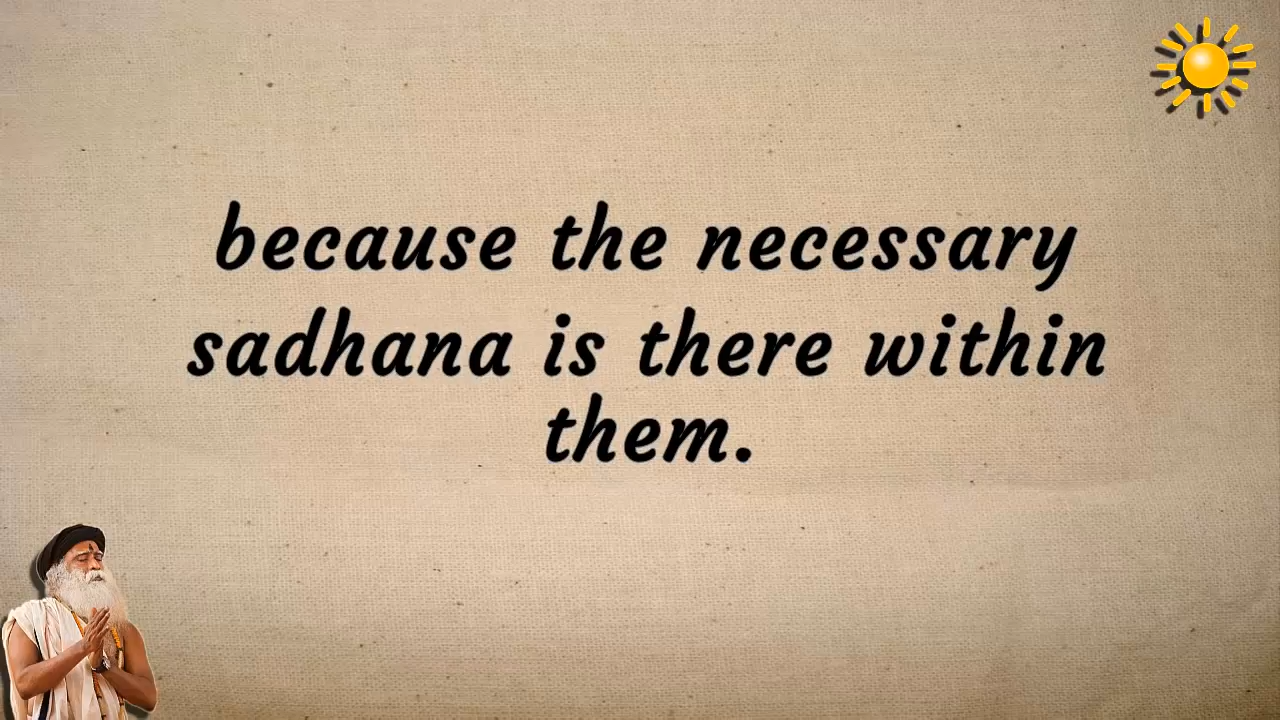 because the necessary
sadhana is there within
them.